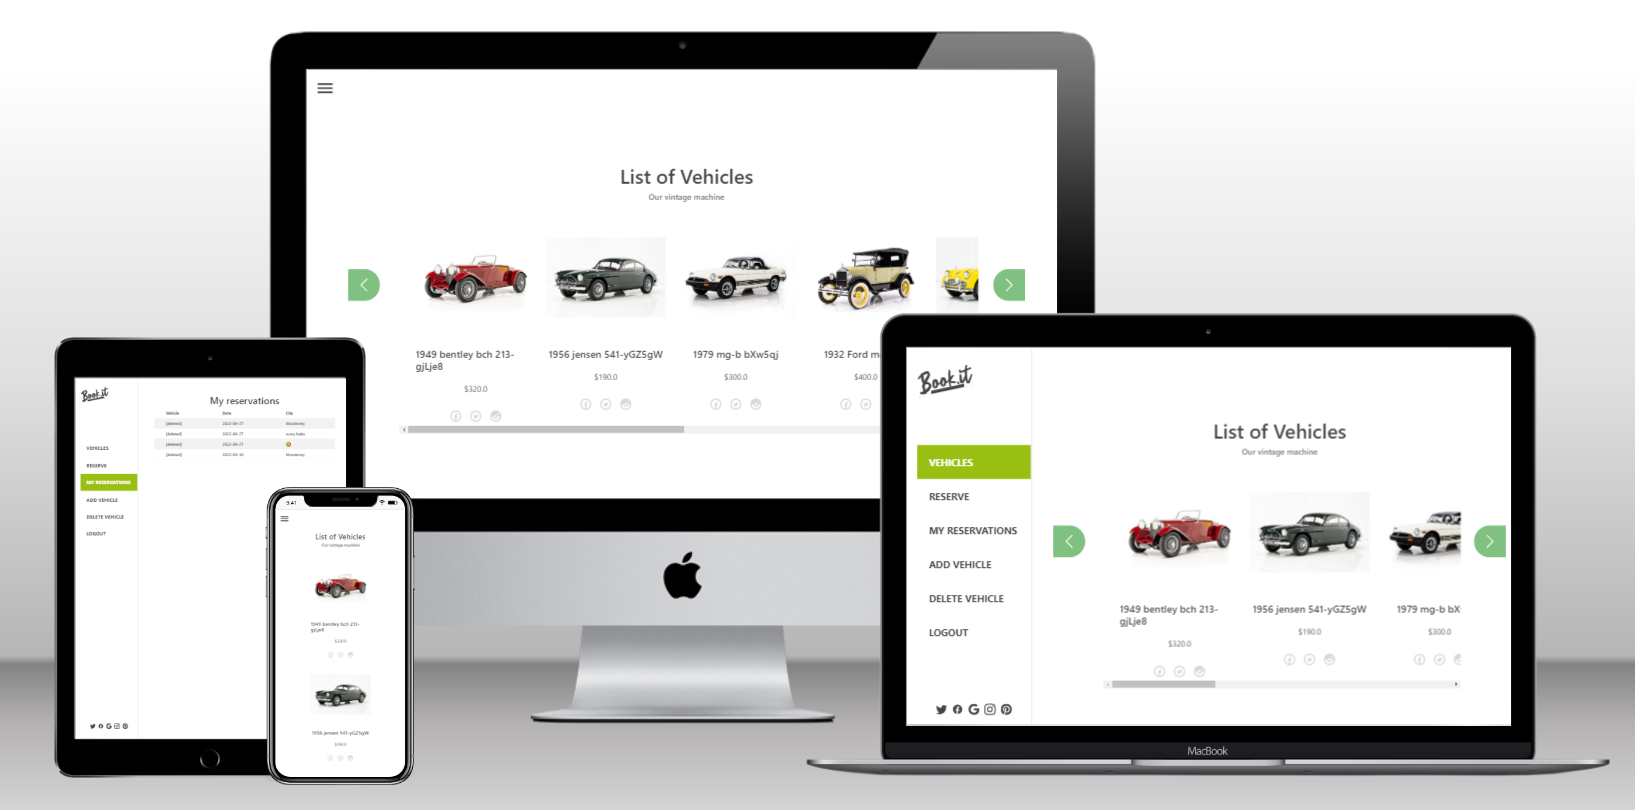 List of Vehicles
Our vintage machine
1949 bentley bch 213-
gjLje8
$320.0
1956 jensen 541-yGZ5gW
$190.0
1979 mg-b bXw5qj
$300.0
1932 Ford m
$400.0
Book it
My reservations
Vehicle Date City
[deleted] 2022-09-27 Monterrey
[deleted] 2022-09-27
[deleted] 2022-09-27
[deleted] 2022-09-30 Monterrey
VEHICLES
RESERVE
MY RESERVATIONS
ADD VEHICLE
DELETE VEHICLE
LOGOUT
9:41
List of Vehicles
Our vintage machine
1949 bentley bch 213-
gjLje8
$320.0
1956 jensen 541-yGZ5gW
$190.0
Book it
VEHICLES
RESERVE
MY RESERVATIONS
ADD VEHICLE
DELETE VEHICLE
LOGOUT
List of Vehicles
Our vintage machine
1949 bentley bch 213-
gjLje8
$320.0
1956 jensen 541-yGZ5gW
$190.0
1979 mg-b bX
$300.0
MacBook